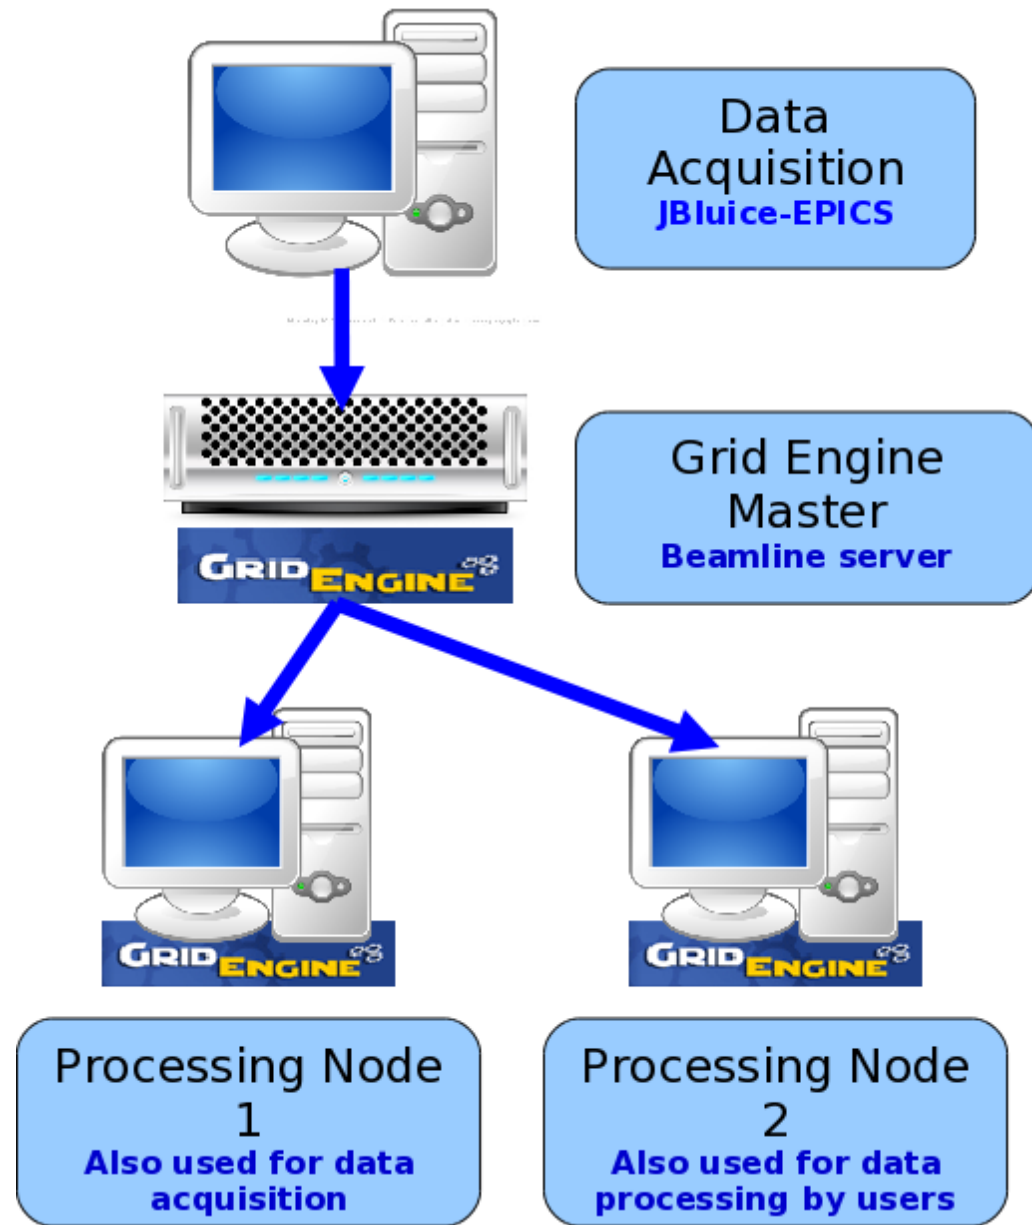 Data
Acquisition
JBluice-EPICS
Grid Engine
Master
Beamline server
GRID ENGINE
GRID ENGINE
GRID ENGINE
Processing Node
1
Also used for data
acquisition
Processing Node
2
Also used for data
processing by users